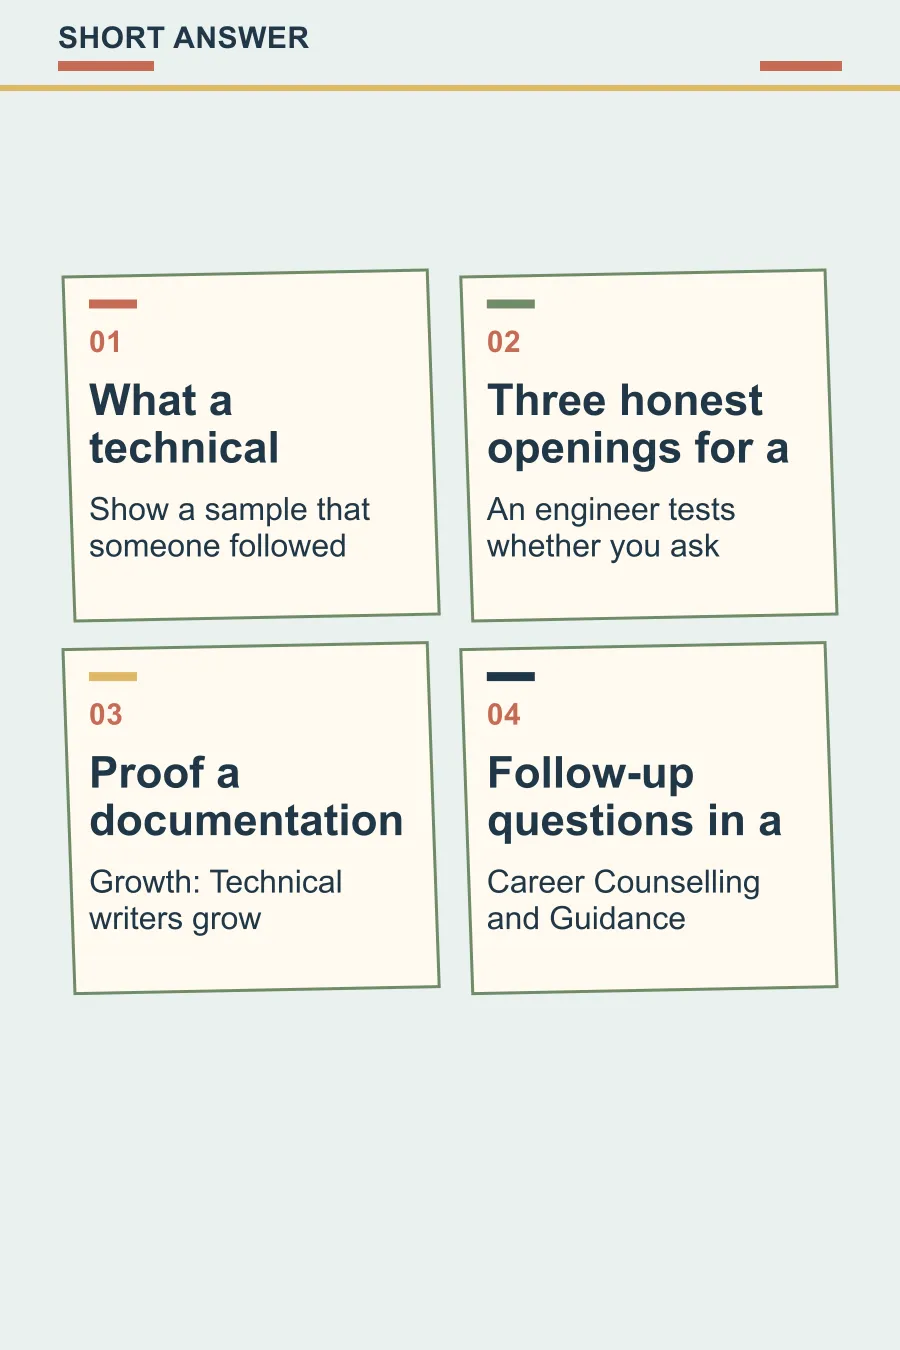 SHORT ANSWER
01
What a
technical
Show a sample that
someone followed
02
Three honest
openings for a
An engineer tests
whether you ask
03
Proof a
documentation
Growth: Technical
writers grow
04
Follow-up
questions in a
Career Counselling
and Guidance